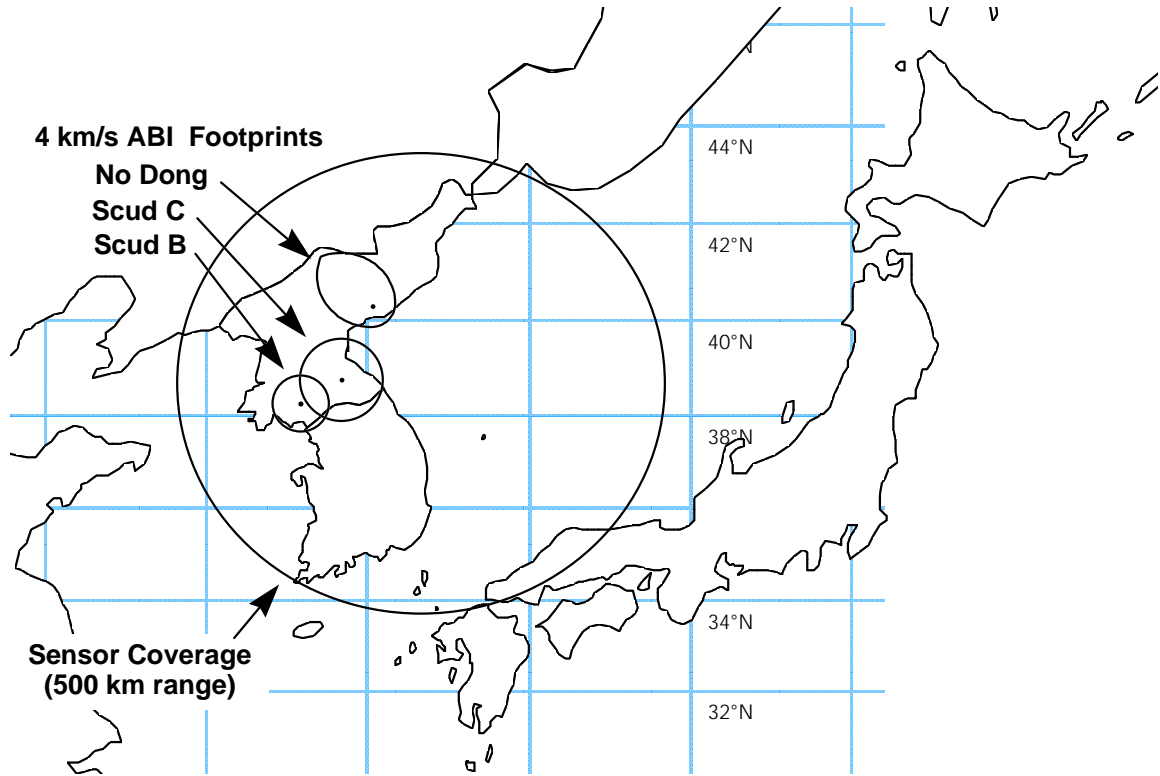 4 km/s ABI Footprints
No Dong
Scud C
Scud B
44°N
42°N
40°N
38°N
34°N
32°N
Sensor Coverage
(500 km range)